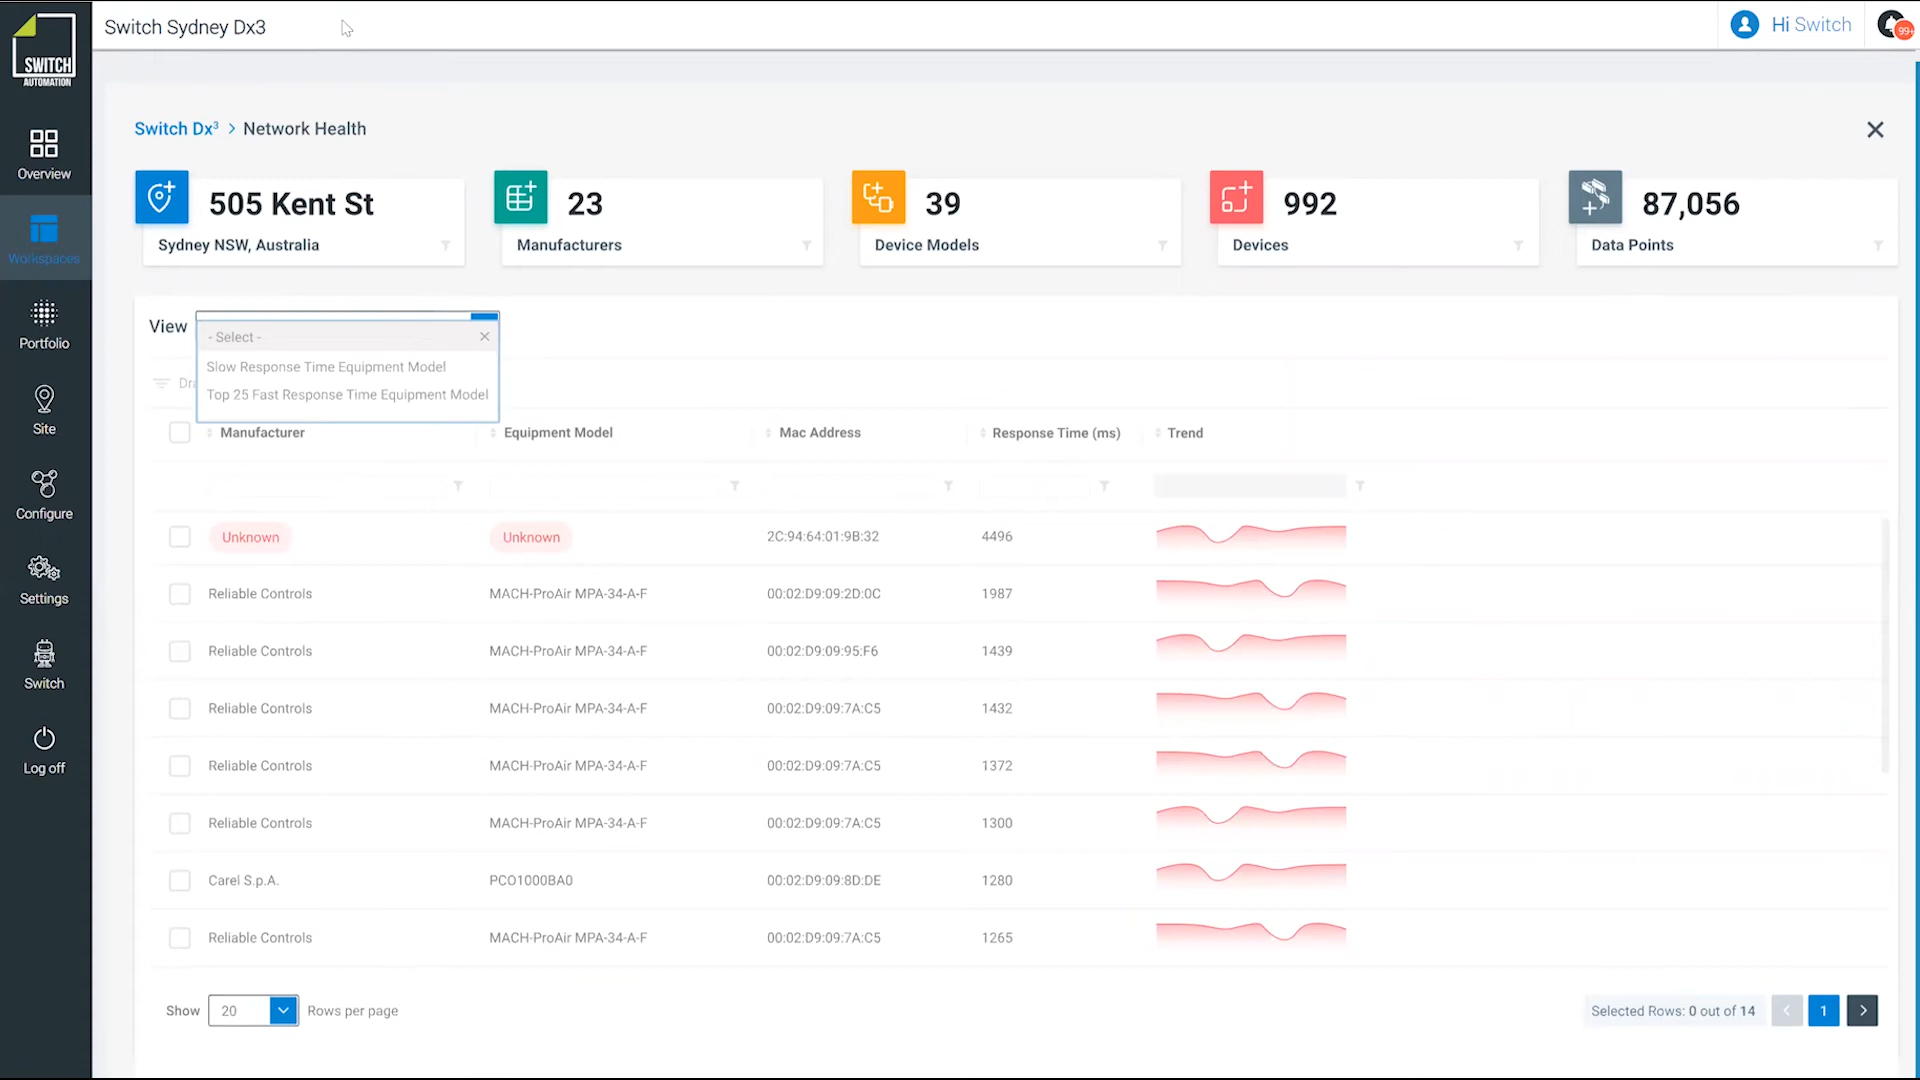 Switch Sydney Dx3
Hi Switch
99+
SWITCH
AUTOMATION
Overview
Workspaces
Portfolio
Site
Configure
Settings
Switch
Log off
Switch Dx³ > Network Health
505 Kent St
Sydney NSW, Australia
23
Manufacturers
39
Device Models
992
Devices
87,056
Data Points
View
- Select -
Slow Response Time Equipment Model
Top 25 Fast Response Time Equipment Model
Manufacturer Equipment Model Mac Address Response Time (ms) Trend
Unknown Unknown 2C:94:64:01:9B:32 4496
Reliable Controls MACH-ProAir MPA-34-A-F 00:02:D9:09:2D:0C 1987
Reliable Controls MACH-ProAir MPA-34-A-F 00:02:D9:09:95:F6 1439
Reliable Controls MACH-ProAir MPA-34-A-F 00:02:D9:09:7A:C5 1432
Reliable Controls MACH-ProAir MPA-34-A-F 00:02:D9:09:7A:C5 1372
Reliable Controls MACH-ProAir MPA-34-A-F 00:02:D9:09:7A:C5 1300
Carel S.p.A. PCO1000BA0 00:02:D9:09:8D:DE 1280
Reliable Controls MACH-ProAir MPA-34-A-F 00:02:D9:09:7A:C5 1265
Show 20 Rows per page
Selected Rows: 0 out of 14
1